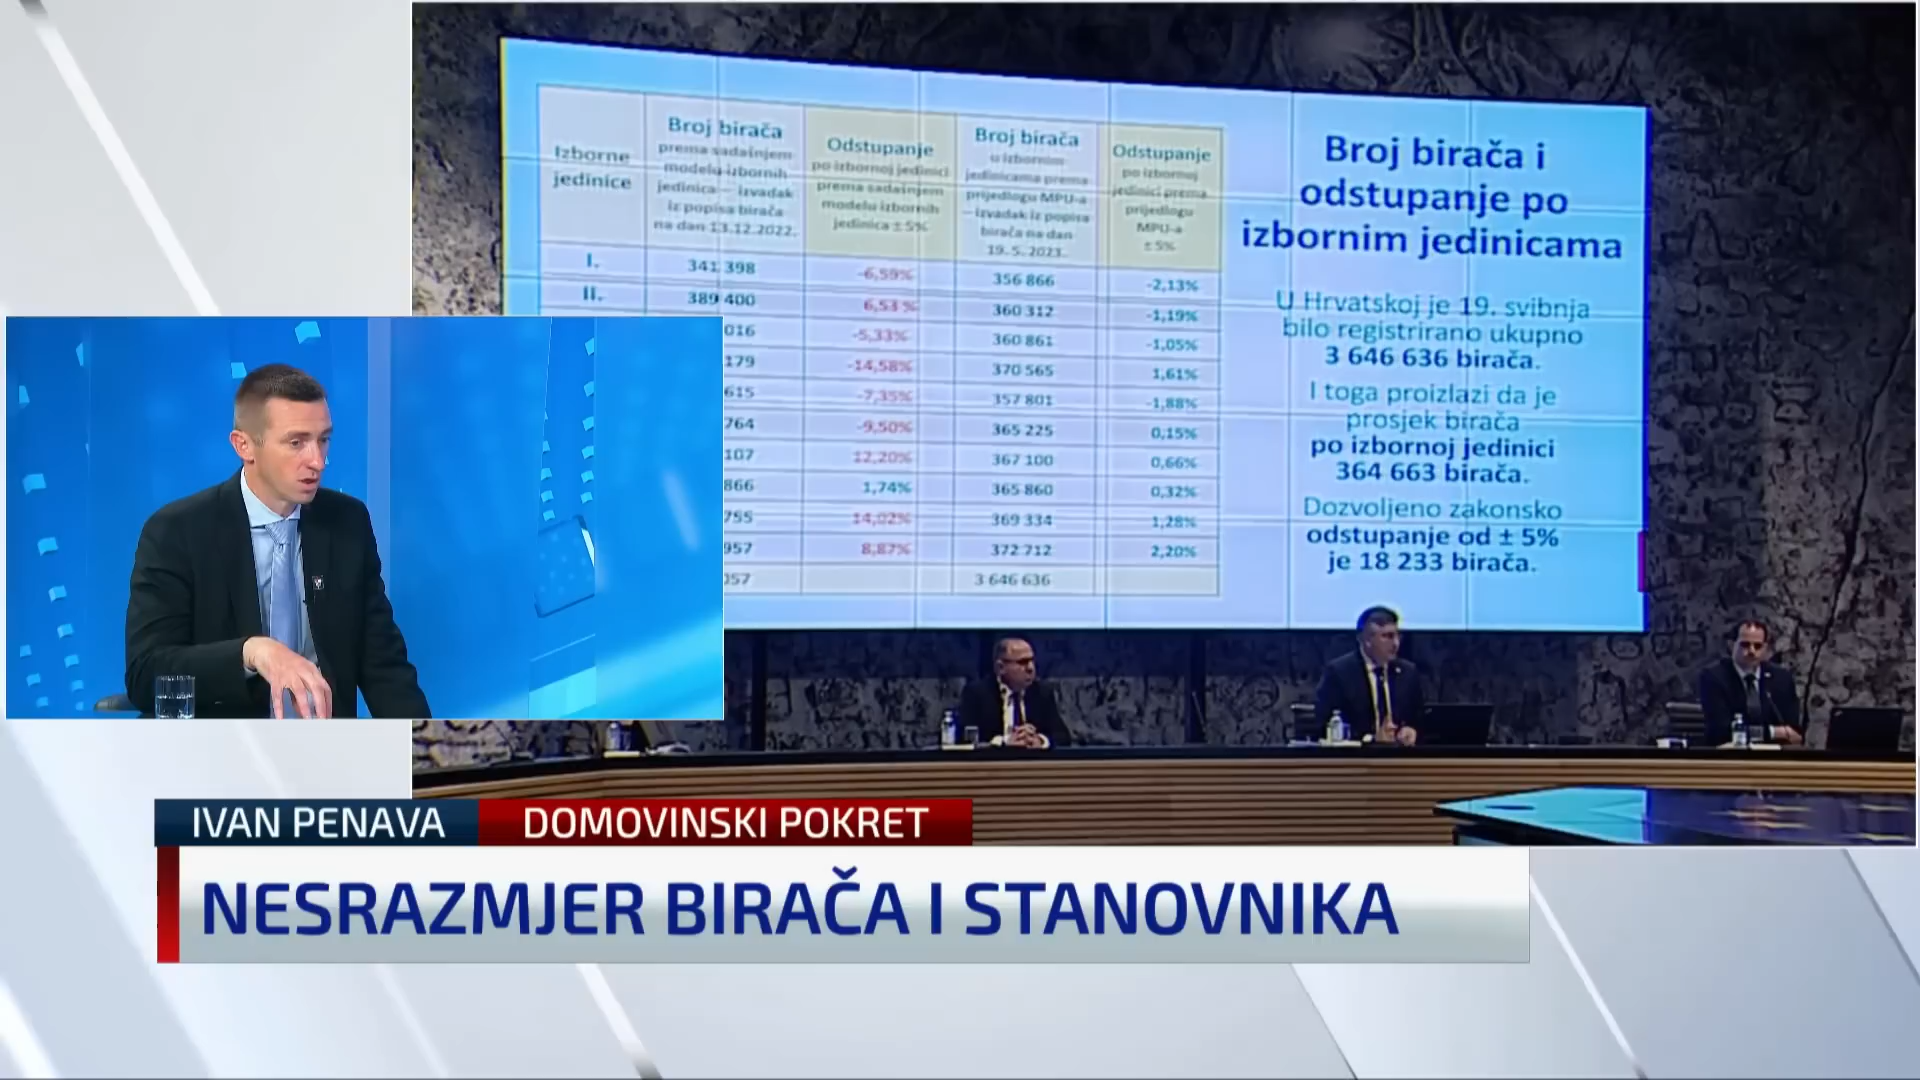 Izborne
jedinice
Broj birača
prema sadašnjem
modelu izbornih
jedinica – izvadak
iz popisa birača
na dan 13.12.2022.
Odstupanje
po izbornoj jedinici
prema sadašnjem
modelu izbornih
jedinica ± 5%
Broj birača
u izbornim
jedinicama prema
prijedlogu MPU-a
– izvadak iz popisa
birača na dan
19. 5. 2023.
Odstupanje
po izbornoj
jedinici prema
prijedlogu
MPU-a
± 5%
I. 341 398 -6,59% 356 866 -2,13%
II. 389 400 6,53 % 360 312 -1,19%
016 -5,33% 360 861 -1,05%
179 -14,58% 370 565 1,61%
615 -7,35% 357 801 -1,88%
764 -9,50% 365 225 0,15%
107 12,20% 367 100 0,66%
866 1,74% 365 860 0,32%
755 14,02% 369 334 1,28%
957 8,87% 372 712 2,20%
057 3 646 636
Broj birača i
odstupanje po
izbornim jedinicama
U Hrvatskoj je 19. svibnja
bilo registrirano ukupno
3 646 636 birača.
I toga proizlazi da je
prosjek birača
po izbornoj jedinici
364 663 birača.
Dozvoljeno zakonsko
odstupanje od ± 5%
je 18 233 birača.
IVAN PENAVA DOMOVINSKI POKRET
NESRAZMJER BIRAČA I STANOVNIKA